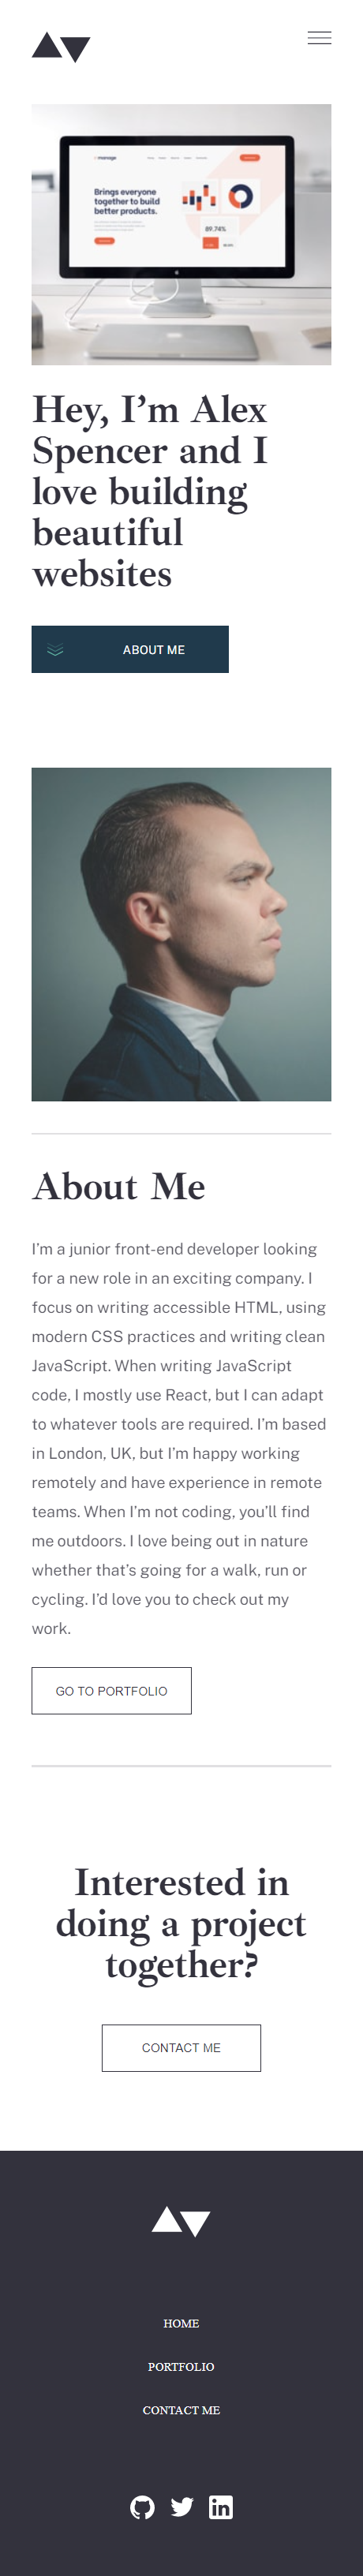 manage
Brings everyone
together to build
better products.
89.74%
Hey, I’m Alex
Spencer and I
love building
beautiful
websites
ABOUT ME
About Me
I’m a junior front-end developer looking
for a new role in an exciting company. I
focus on writing accessible HTML, using
modern CSS practices and writing clean
JavaScript. When writing JavaScript
code, I mostly use React, but I can adapt
to whatever tools are required. I’m based
in London, UK, but I’m happy working
remotely and have experience in remote
teams. When I’m not coding, you’ll find
me outdoors. I love being out in nature
whether that’s going for a walk, run or
cycling. I’d love you to check out my
work.
GO TO PORTFOLIO
Interested in
doing a project
together?
CONTACT ME
HOME
PORTFOLIO
CONTACT ME
in